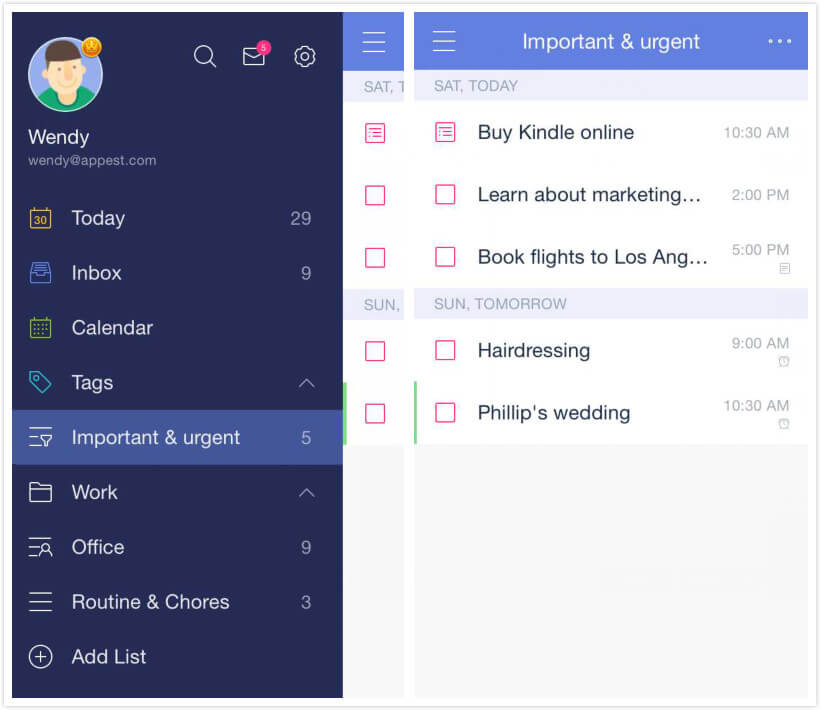 5
Wendy
wendy@appest.com
30 Today 29
Inbox 9
Calendar
Tags
Important & urgent 5
Work
Office 9
Routine & Chores 3
Add List
SAT, T
SUN,
Important & urgent
SAT, TODAY
Buy Kindle online 10:30 AM
Learn about marketing... 2:00 PM
Book flights to Los Ang... 5:00 PM
SUN, TOMORROW
Hairdressing 9:00 AM
Phillip's wedding 10:30 AM